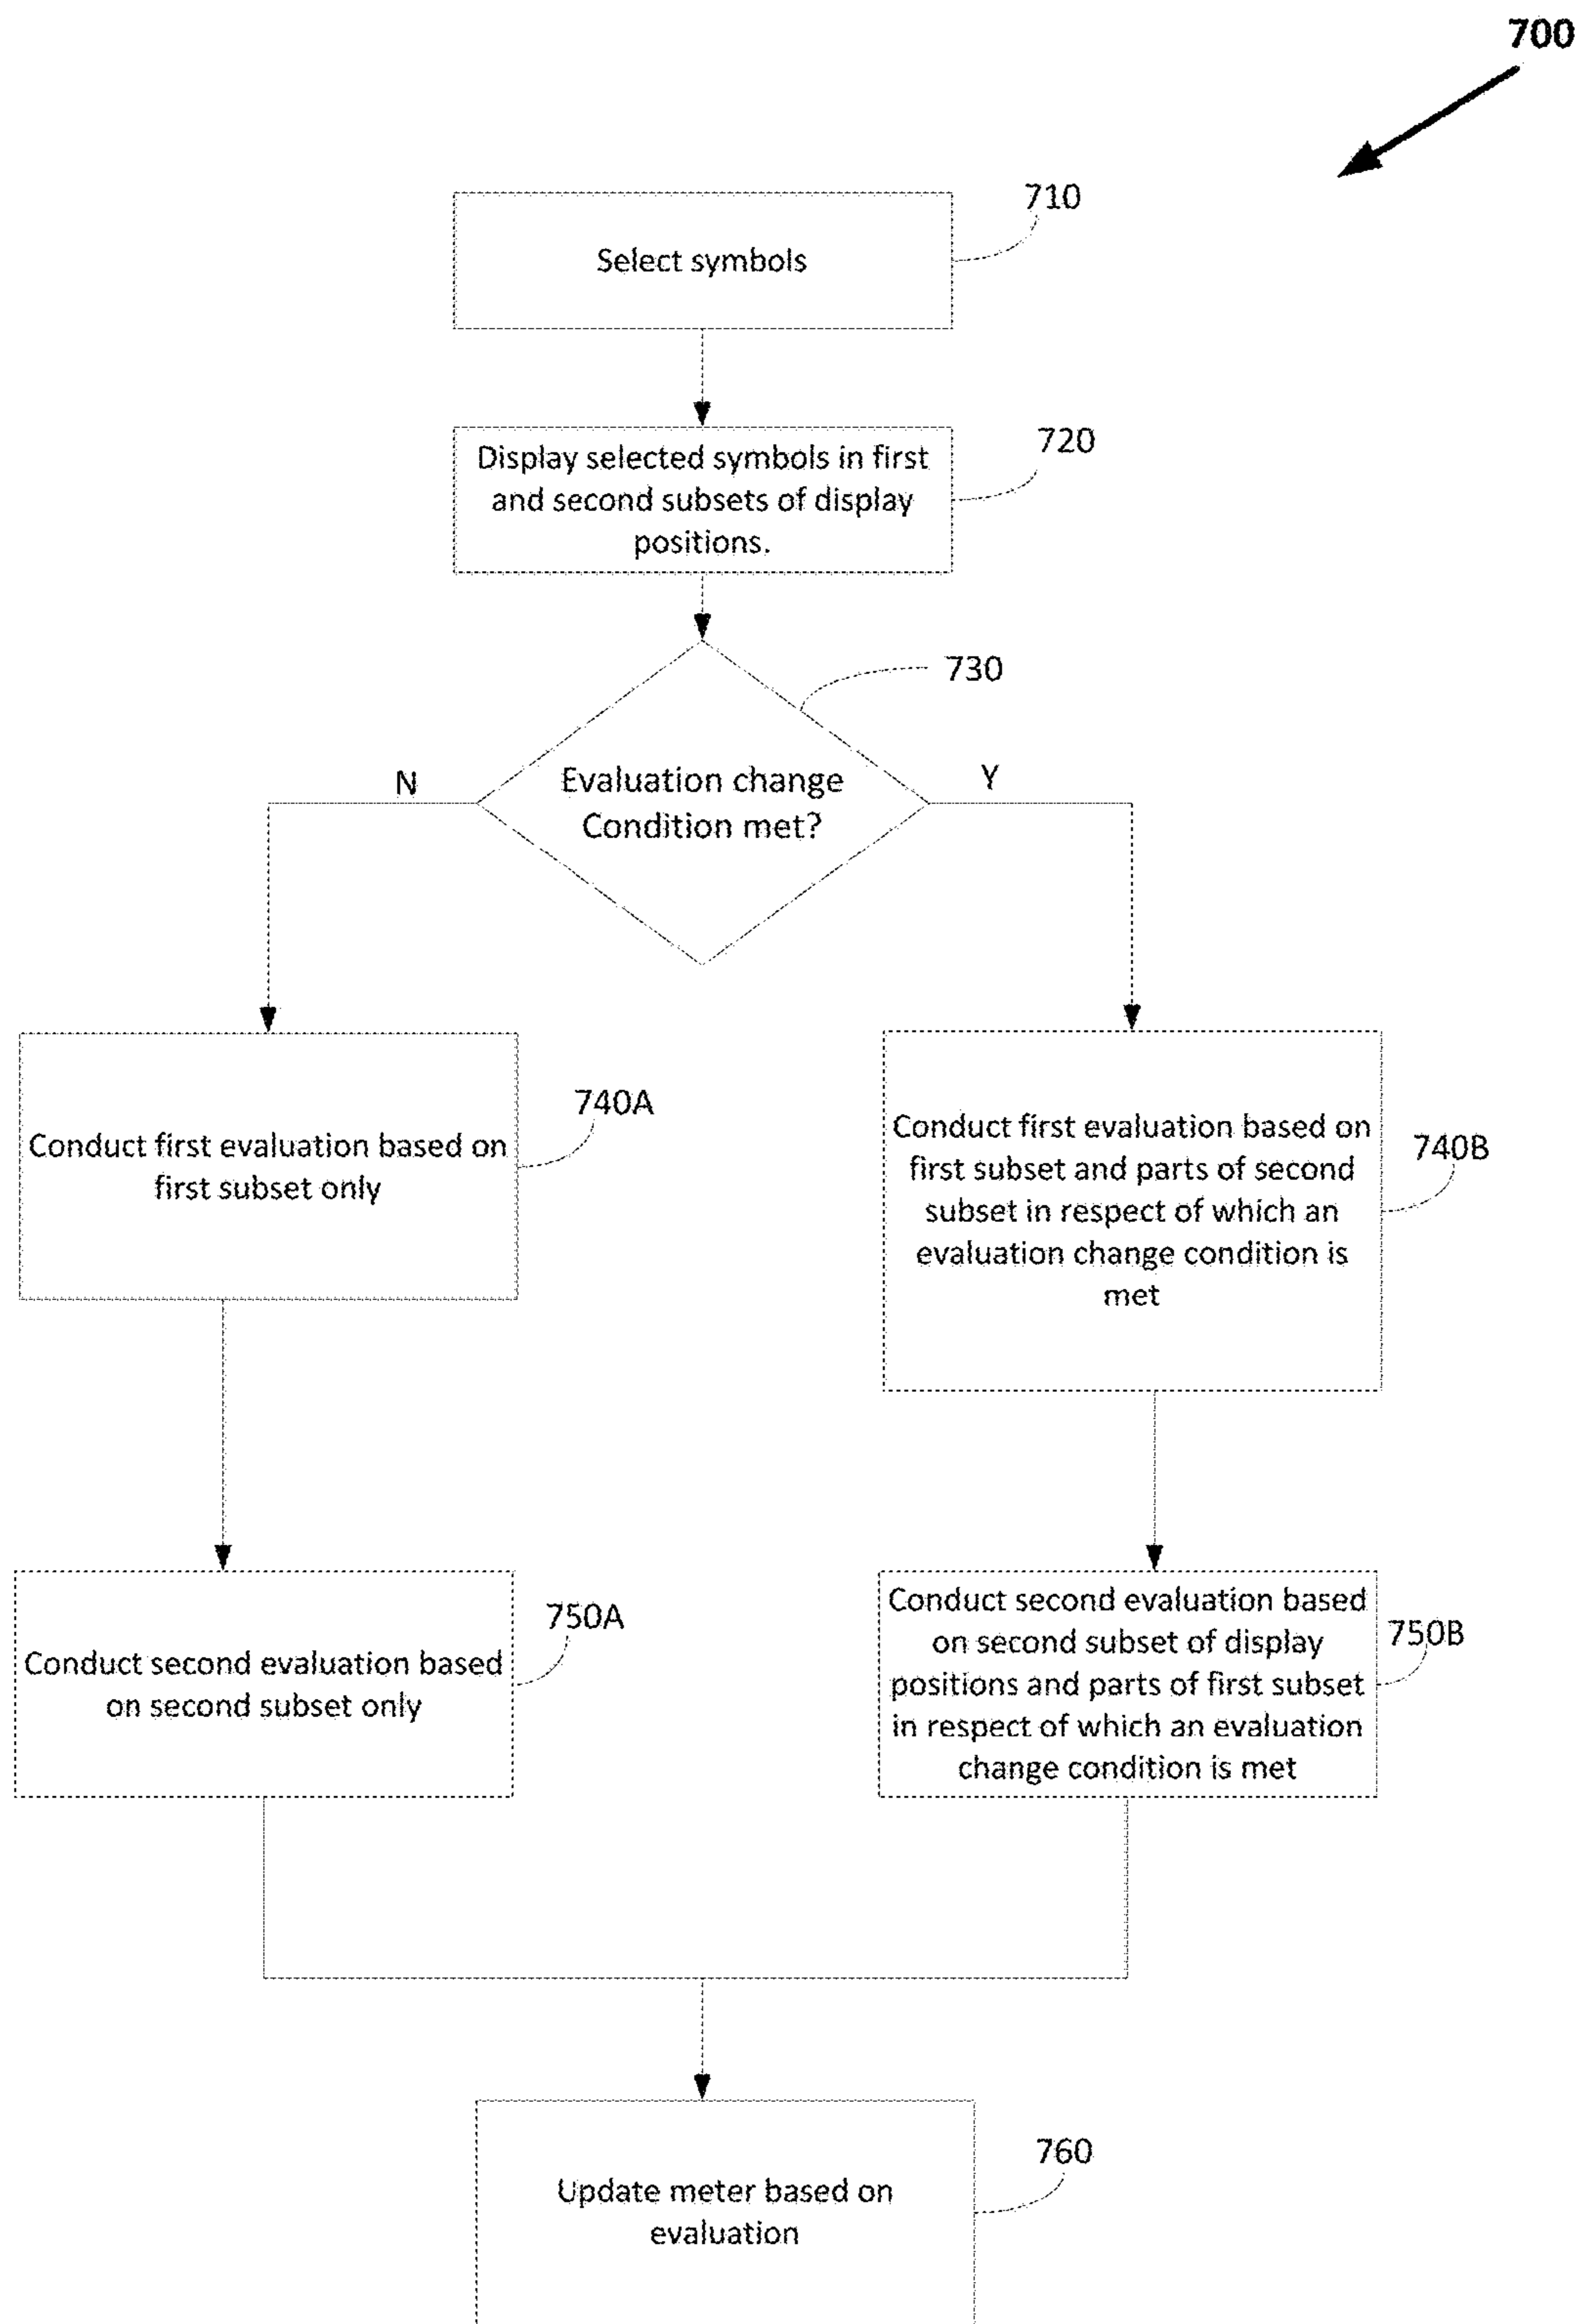 700
710
Select symbols
720
Display selected symbols in first
and second subsets of display
positions.
730
N
Y
Evaluation change
Condition met?
740A
Conduct first evaluation based on
first subset only
740B
Conduct first evaluation based on
first subset and parts of second
subset in respect of which an
evaluation change condition is
met
750A
Conduct second evaluation based
on second subset only
750B
Conduct second evaluation based
on second subset of display
positions and parts of first subset
in respect of which an evaluation
change condition is met
760
Update meter based on
evaluation